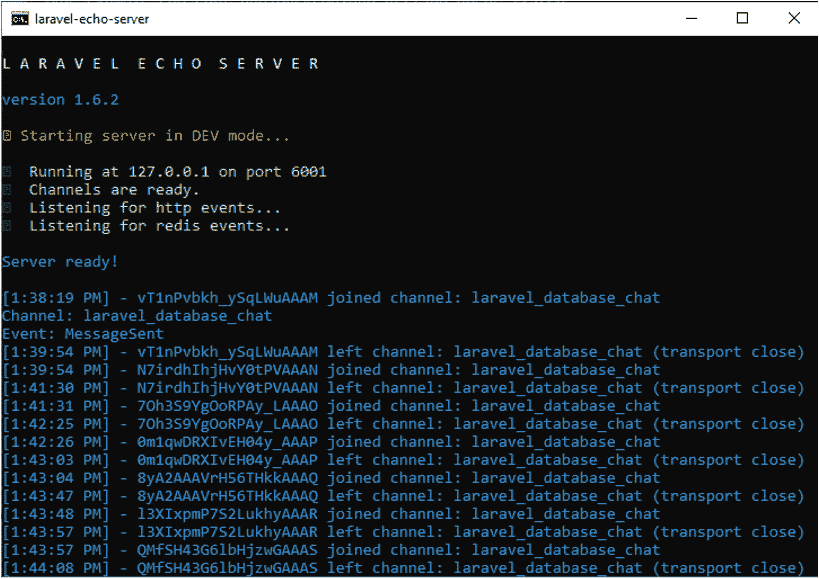 laravel-echo-server
L A R A V E L  E C H O  S E R V E R
version 1.6.2
Starting server in DEV mode...
Running at 127.0.0.1 on port 6001
Channels are ready.
Listening for http events...
Listening for redis events...
Server ready!
[1:38:19 PM] - vT1nPvbkh_ySqLWuAAAM joined channel: laravel_database_chat
Channel: laravel_database_chat
Event: MessageSent
[1:39:54 PM] - vT1nPvbkh_ySqLWuAAAM left channel: laravel_database_chat (transport close)
[1:39:54 PM] - N7irdhIhjHvY0tPVAAAN joined channel: laravel_database_chat
[1:41:30 PM] - N7irdhIhjHvY0tPVAAAN left channel: laravel_database_chat (transport close)
[1:41:31 PM] - 7Oh3S9YgOoRPAy_LAAAO joined channel: laravel_database_chat
[1:42:25 PM] - 7Oh3S9YgOoRPAy_LAAAO left channel: laravel_database_chat (transport close)
[1:42:26 PM] - 0m1qwDRXIvEH04y_AAAP joined channel: laravel_database_chat
[1:43:03 PM] - 0m1qwDRXIvEH04y_AAAP left channel: laravel_database_chat (transport close)
[1:43:04 PM] - 8yA2AAAVrH56THkkAAAQ joined channel: laravel_database_chat
[1:43:47 PM] - 8yA2AAAVrH56THkkAAAQ left channel: laravel_database_chat (transport close)
[1:43:48 PM] - l3XIxpmP7S2LukhyAAAR joined channel: laravel_database_chat
[1:43:57 PM] - l3XIxpmP7S2LukhyAAAR left channel: laravel_database_chat (transport close)
[1:43:57 PM] - QMfSH43G6lbHjzwGAAAS joined channel: laravel_database_chat
[1:44:08 PM] - QMfSH43G6lbHjzwGAAAS left channel: laravel_database_chat (transport close)